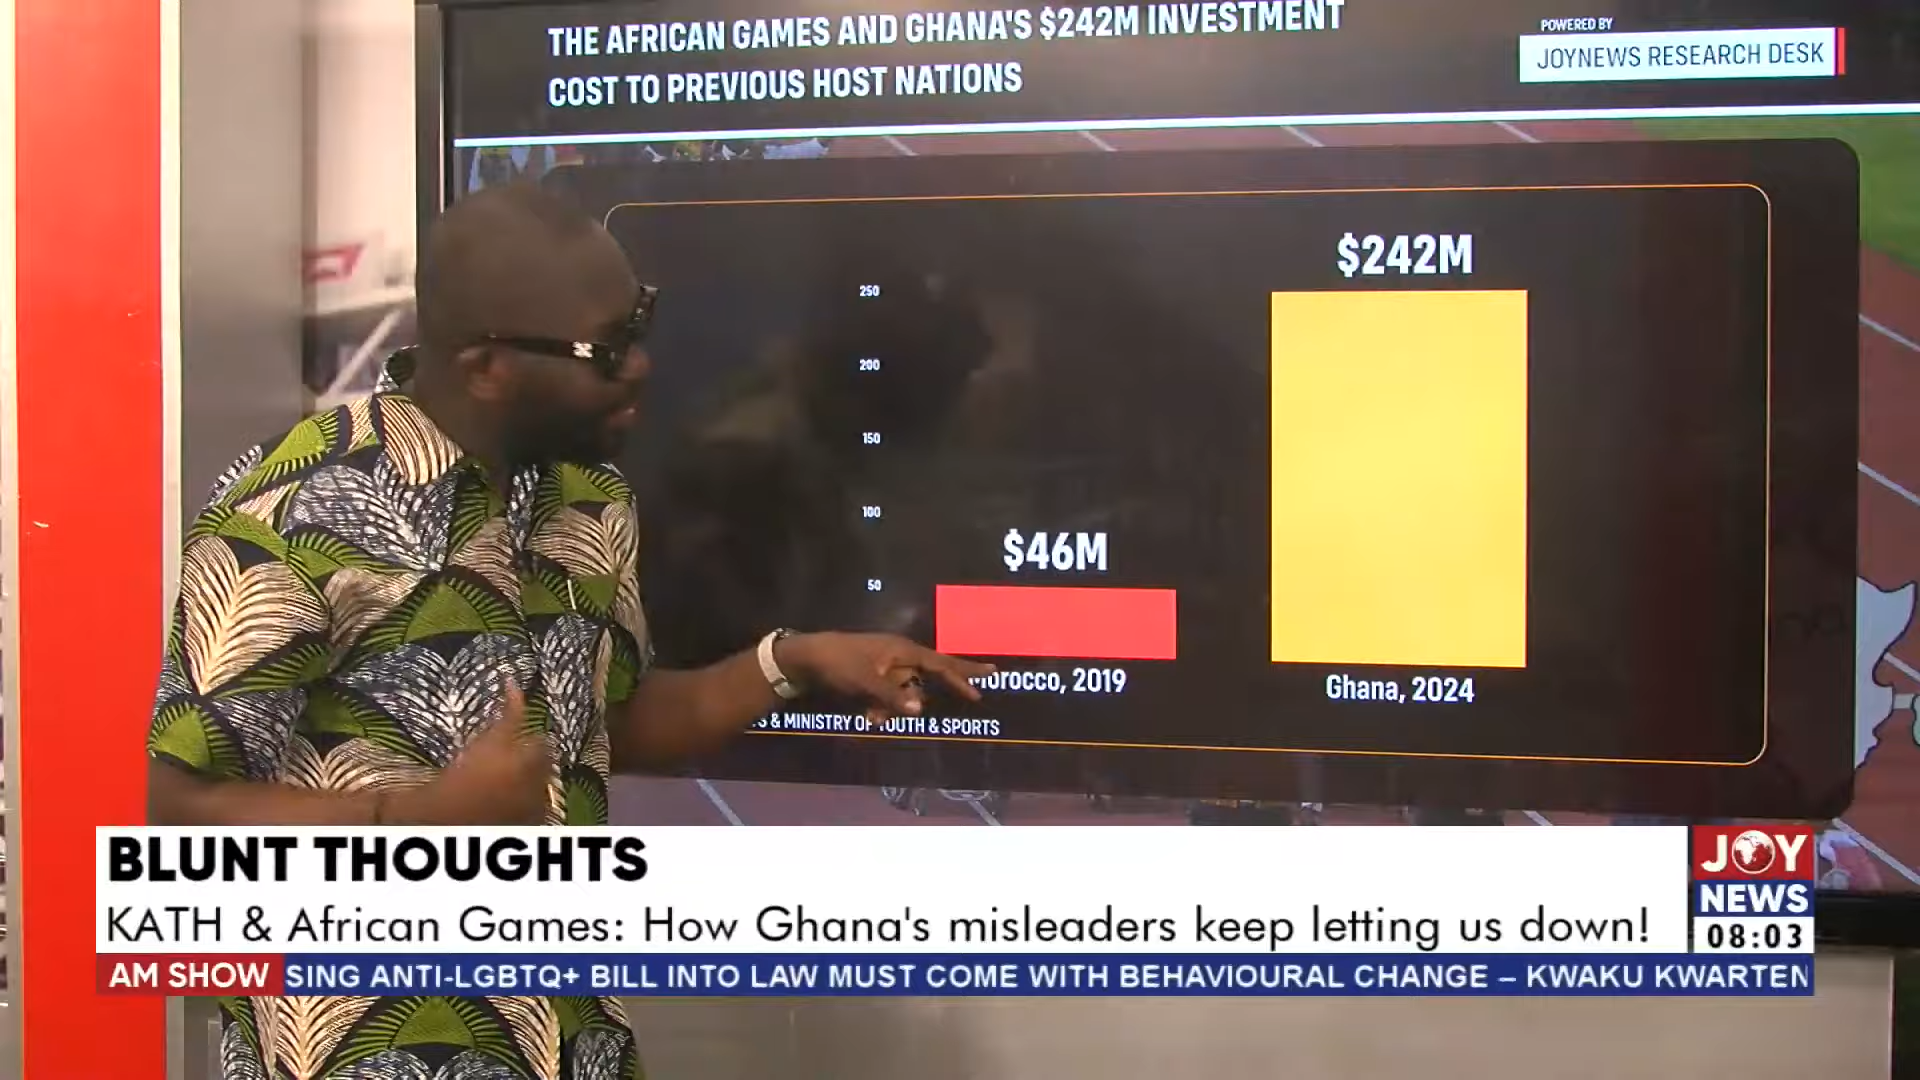 THE AFRICAN GAMES AND GHANA'S $242M INVESTMENT
COST TO PREVIOUS HOST NATIONS
POWERED BY
JOYNEWS RESEARCH DESK
$242M
250
200
150
100
$46M
50
2019
Ghana, 2024
& MINISTRY OF YOUTH & SPORTS
BLUNT THOUGHTS
KATH & African Games: How Ghana's misleaders keep letting us down!
JOY
NEWS
08:03
AM SHOW
SING ANTI-LGBTQ+ BILL INTO LAW MUST COME WITH BEHAVIOURAL CHANGE – KWAKU KWARTEN